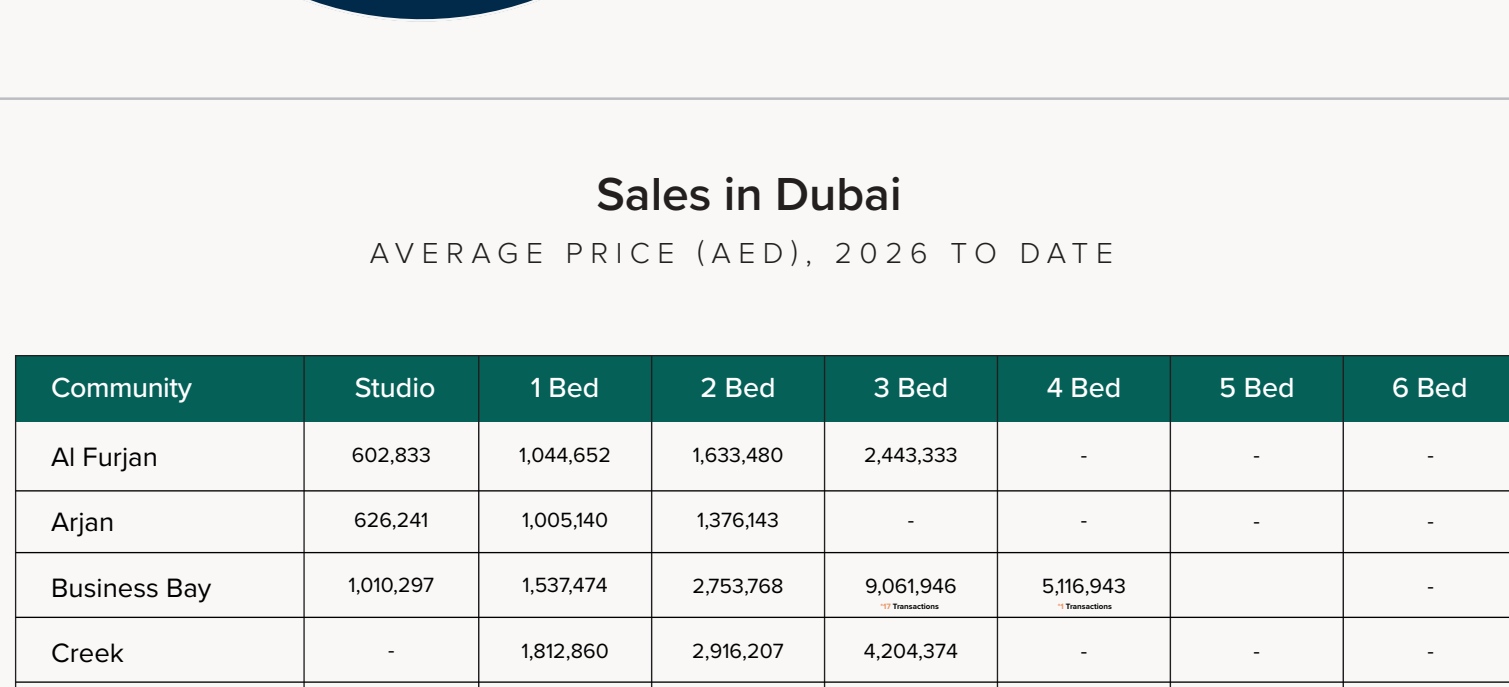 Sales in Dubai
AVERAGE PRICE (AED), 2026 TO DATE
Community Studio 1 Bed 2 Bed 3 Bed 4 Bed 5 Bed 6 Bed
Al Furjan 602,833 1,044,652 1,633,480 2,443,333 - - -
Arjan 626,241 1,005,140 1,376,143 - - - -
Business Bay 1,010,297 1,537,474 2,753,768 9,061,946 5,116,943 -
*17 Transactions *1 Transactions
Creek - 1,812,860 2,916,207 4,204,374 - - -